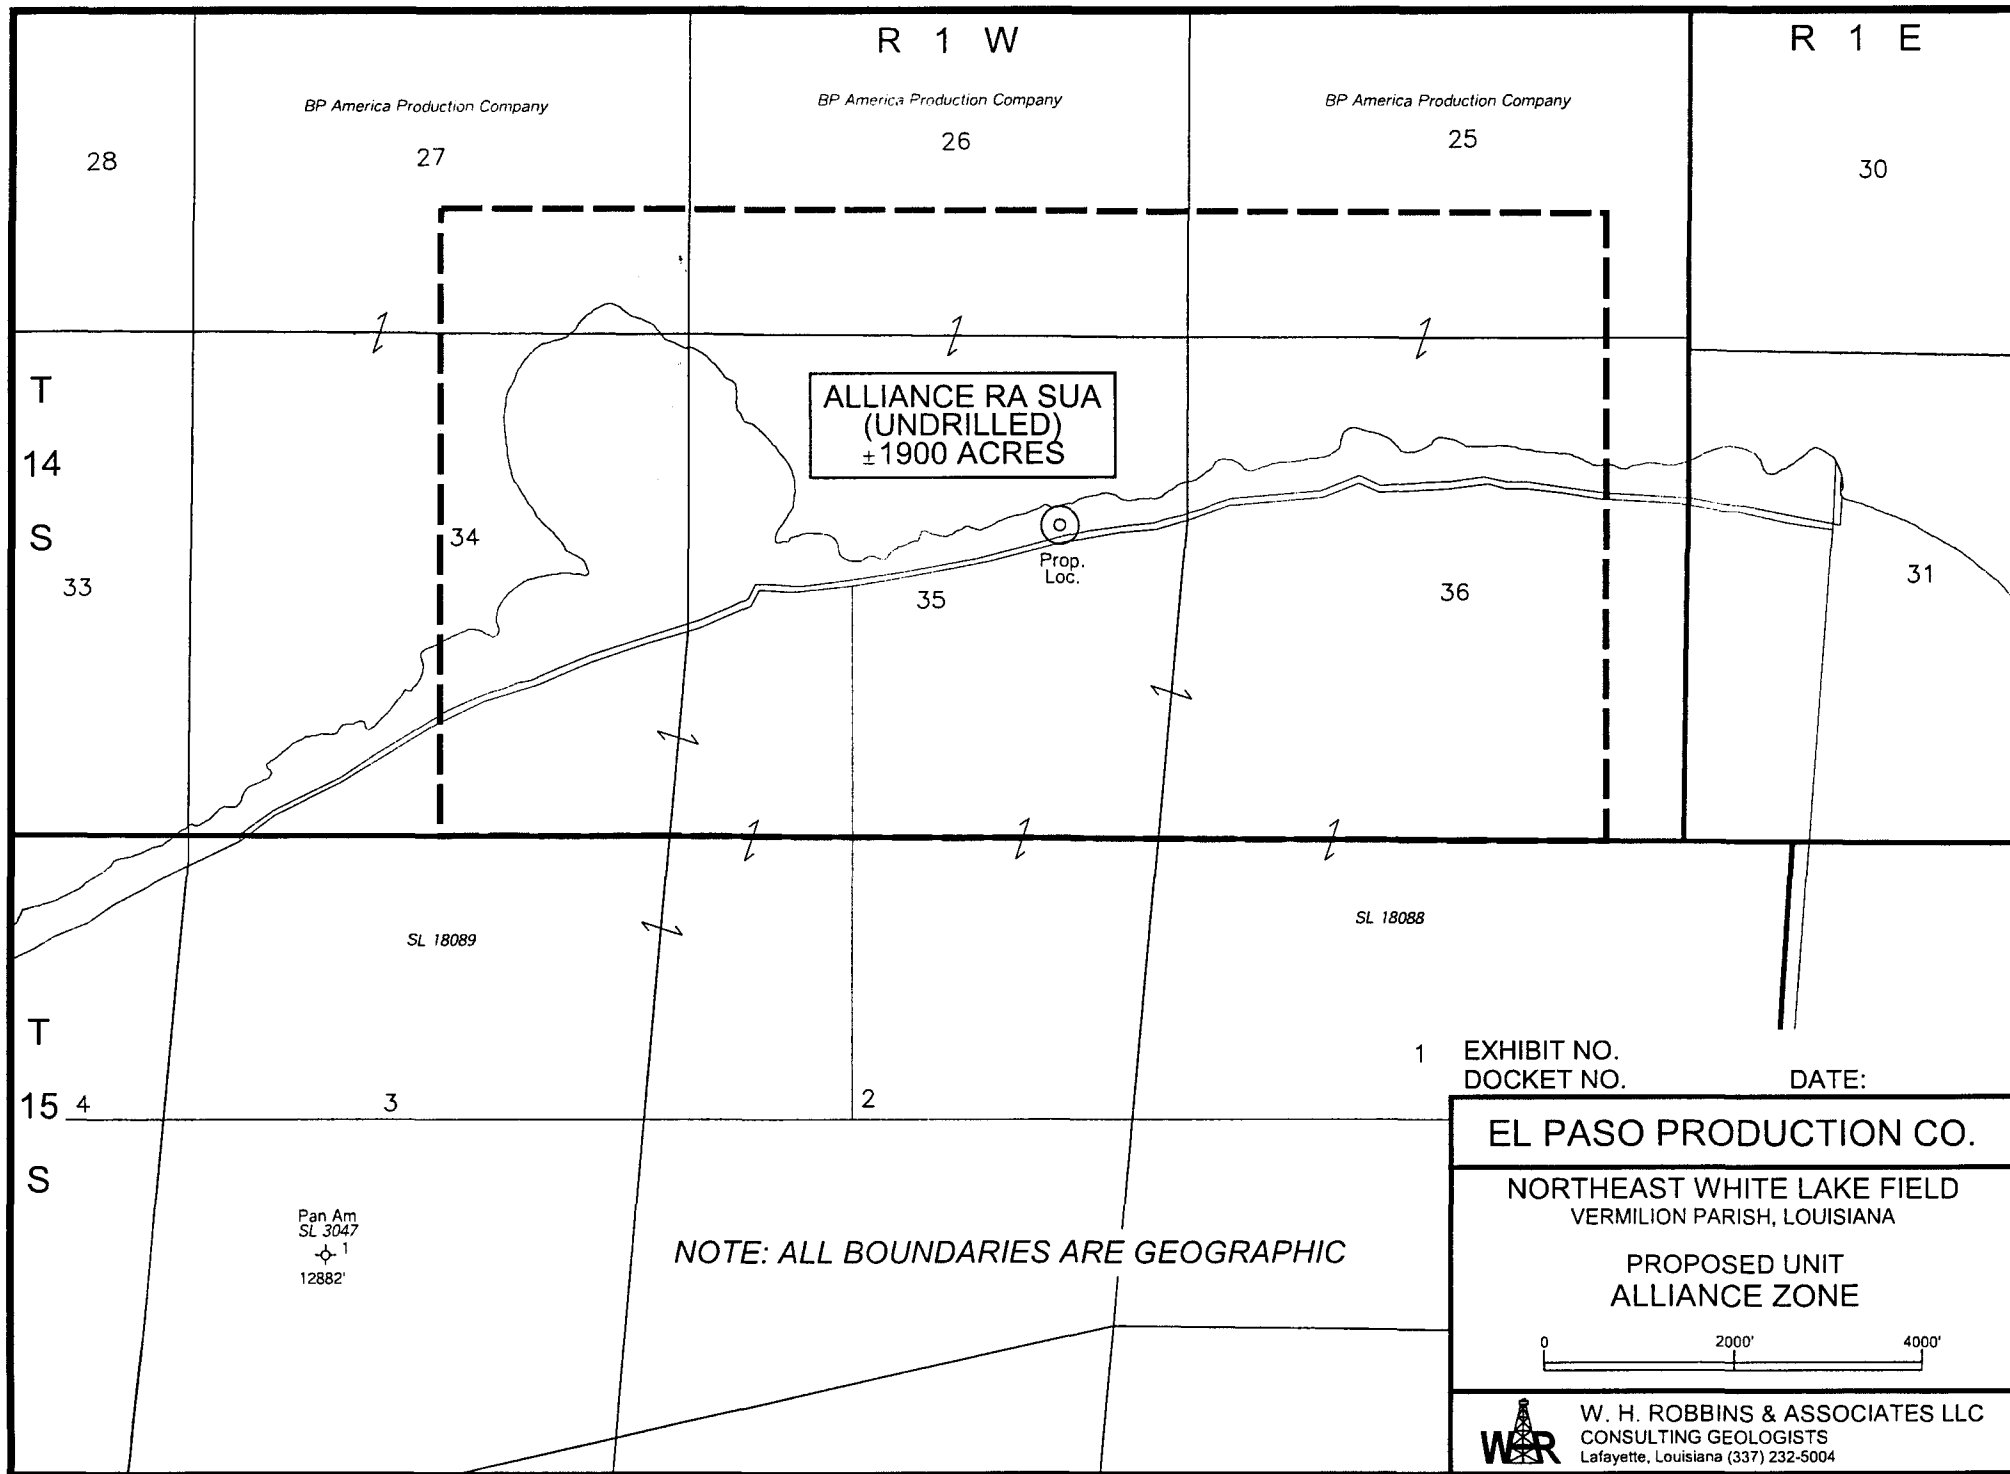 R 1 W
R 1 E
BP America Production Company
BP America Production Company
BP America Production Company
28
27
26
25
30
T
14
S
ALLIANCE RA SUA
(UNDRILLED)
±1900 ACRES
34
33
Prop.
Loc.
35
36
31
SL 18089
SL 18088
T
15
S
4
3
2
1
Pan Am
SL 3047
1
12882'
NOTE: ALL BOUNDARIES ARE GEOGRAPHIC
EXHIBIT NO.
DOCKET NO. DATE:
EL PASO PRODUCTION CO.
NORTHEAST WHITE LAKE FIELD
VERMILION PARISH, LOUISIANA
PROPOSED UNIT
ALLIANCE ZONE
0 2000' 4000'
WHR
W. H. ROBBINS & ASSOCIATES LLC
CONSULTING GEOLOGISTS
Lafayette, Louisiana (337) 232-5004